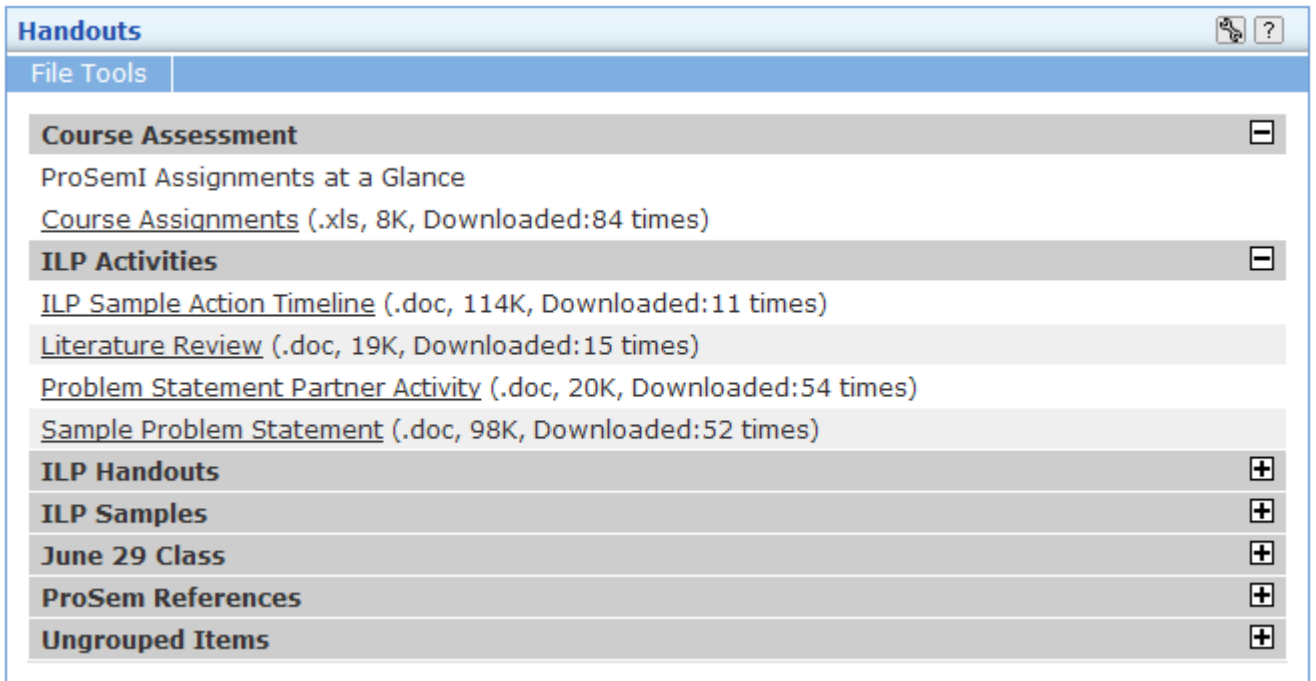 Handouts
File Tools
Course Assessment
ProSemI Assignments at a Glance
Course Assignments (.xls, 8K, Downloaded:84 times)
ILP Activities
ILP Sample Action Timeline (.doc, 114K, Downloaded:11 times)
Literature Review (.doc, 19K, Downloaded:15 times)
Problem Statement Partner Activity (.doc, 20K, Downloaded:54 times)
Sample Problem Statement (.doc, 98K, Downloaded:52 times)
ILP Handouts
ILP Samples
June 29 Class
ProSem References
Ungrouped Items